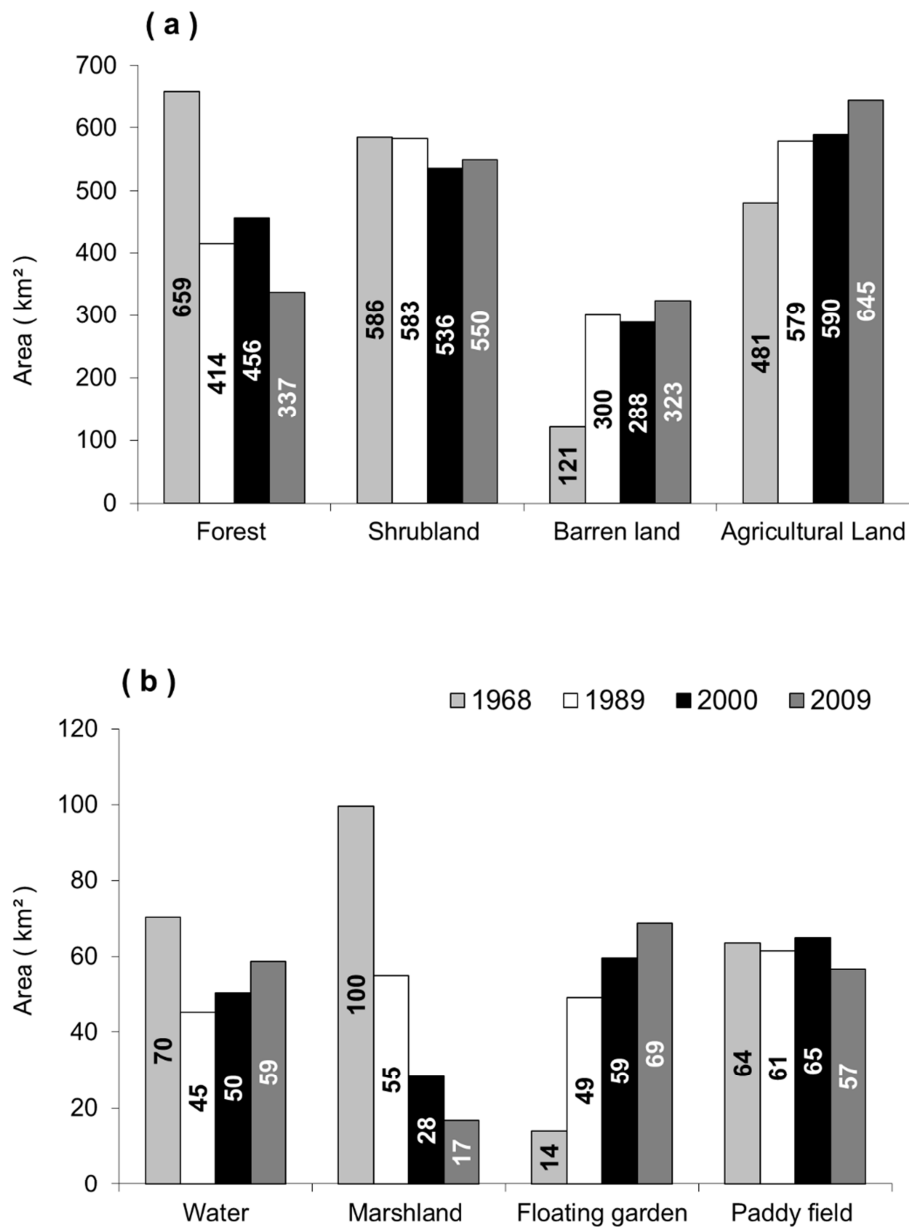 ( a )
700
600
500
400
300
200
100
0
Area ( km² )
659 414 456 337
586 583 536 550
121 300 288 323
481 579 590 645
Forest Shrubland Barren land Agricultural Land
( b )
1968 1989 2000 2009
120
100
80
60
40
20
0
Area ( km² )
70 45 50 59
100 55 28 17
14 49 59 69
64 61 65 57
Water Marshland Floating garden Paddy field